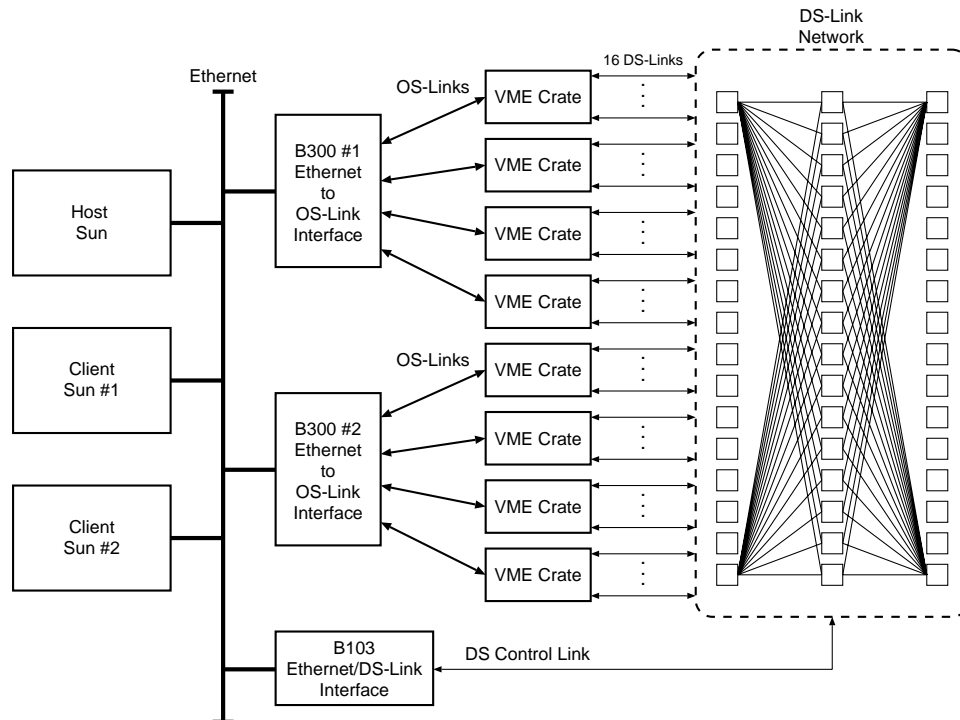 DS-Link
Network
Ethernet
16 DS-Links
OS-Links
VME Crate
B300 #1
Ethernet
to
OS-Link
Interface
VME Crate
Host
Sun
VME Crate
VME Crate
Client
Sun #1
OS-Links
VME Crate
B300 #2
Ethernet
to
OS-Link
Interface
VME Crate
Client
Sun #2
VME Crate
VME Crate
B103
Ethernet/DS-Link
Interface
DS Control Link